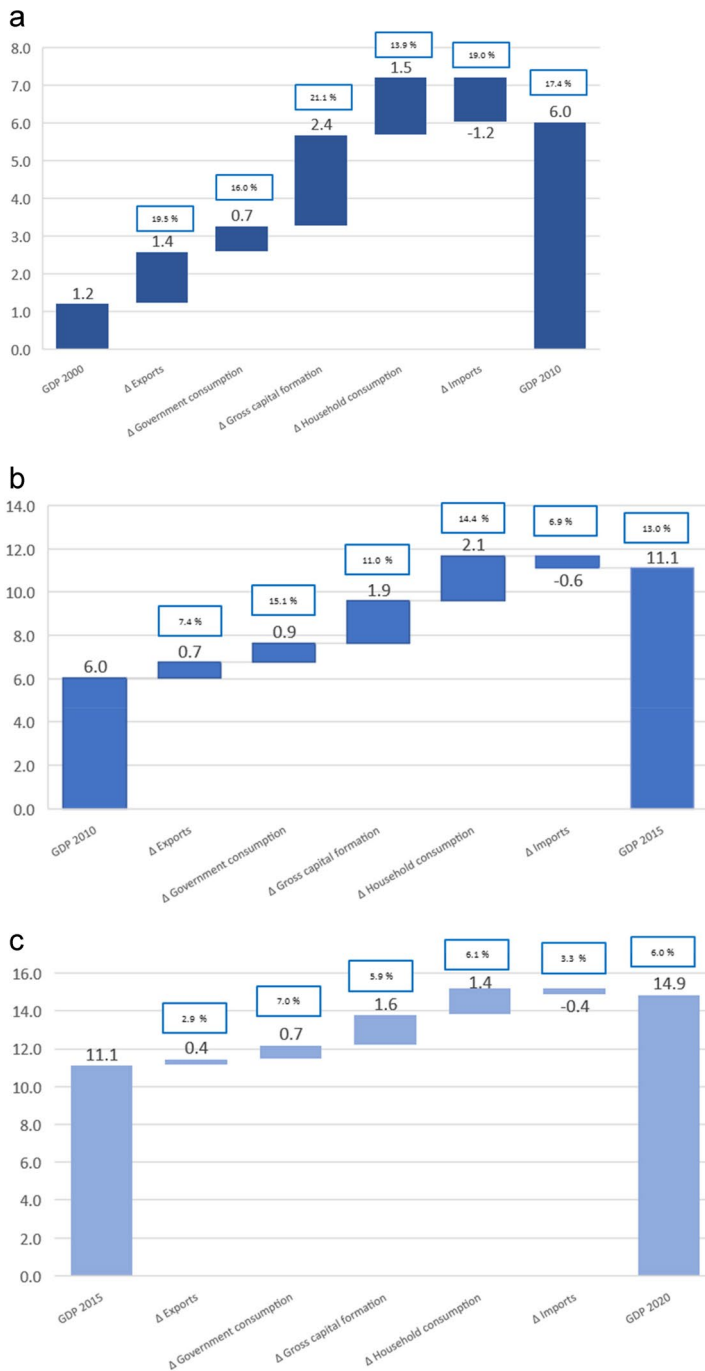 a
13.9 %
19.0 %
8.0
1.5
17.4 %
7.0
21.1 %
2.4
6.0
-1.2
6.0
5.0
16.0 %
4.0
19.5 %
0.7
3.0
1.4
2.0
1.2
1.0
0.0
GDP 2000
Δ Exports
Δ Government consumption
Δ Gross capital formation
Δ Household consumption
Δ Imports
GDP 2010
b
14.0
14.4 %
6.9 %
13.0 %
12.0
11.0 %
2.1
11.1
1.9
-0.6
10.0
15.1 %
7.4 %
0.9
8.0
0.7
6.0
6.0
4.0
2.0
0.0
GDP 2010
Δ Exports
Δ Government consumption
Δ Gross capital formation
Δ Household consumption
Δ Imports
GDP 2015
c
6.1 %
3.3 %
6.0 %
16.0
5.9 %
1.4
14.9
7.0 %
1.6
-0.4
14.0
2.9 %
0.7
12.0
11.1
0.4
10.0
8.0
6.0
4.0
2.0
0.0
GDP 2015
Δ Exports
Δ Government consumption
Δ Gross capital formation
Δ Household consumption
Δ Imports
GDP 2020